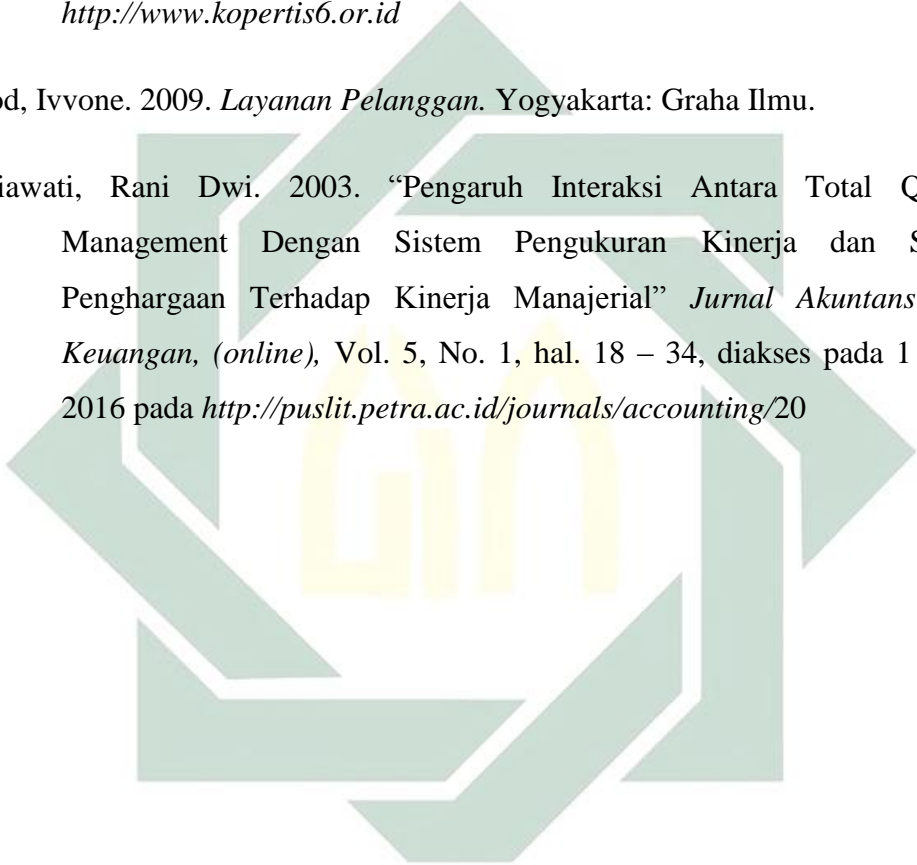 http://www.kopertis6.or.id
od, Ivvone. 2009. Layanan Pelanggan. Yogyakarta: Graha Ilmu.
iawati, Rani Dwi. 2003. “Pengaruh Interaksi Antara Total Q
Management Dengan Sistem Pengukuran Kinerja dan S
Penghargaan Terhadap Kinerja Manajerial” Jurnal Akuntans
Keuangan, (online), Vol. 5, No. 1, hal. 18 – 34, diakses pada 1
2016 pada http://puslit.petra.ac.id/journals/accounting/20